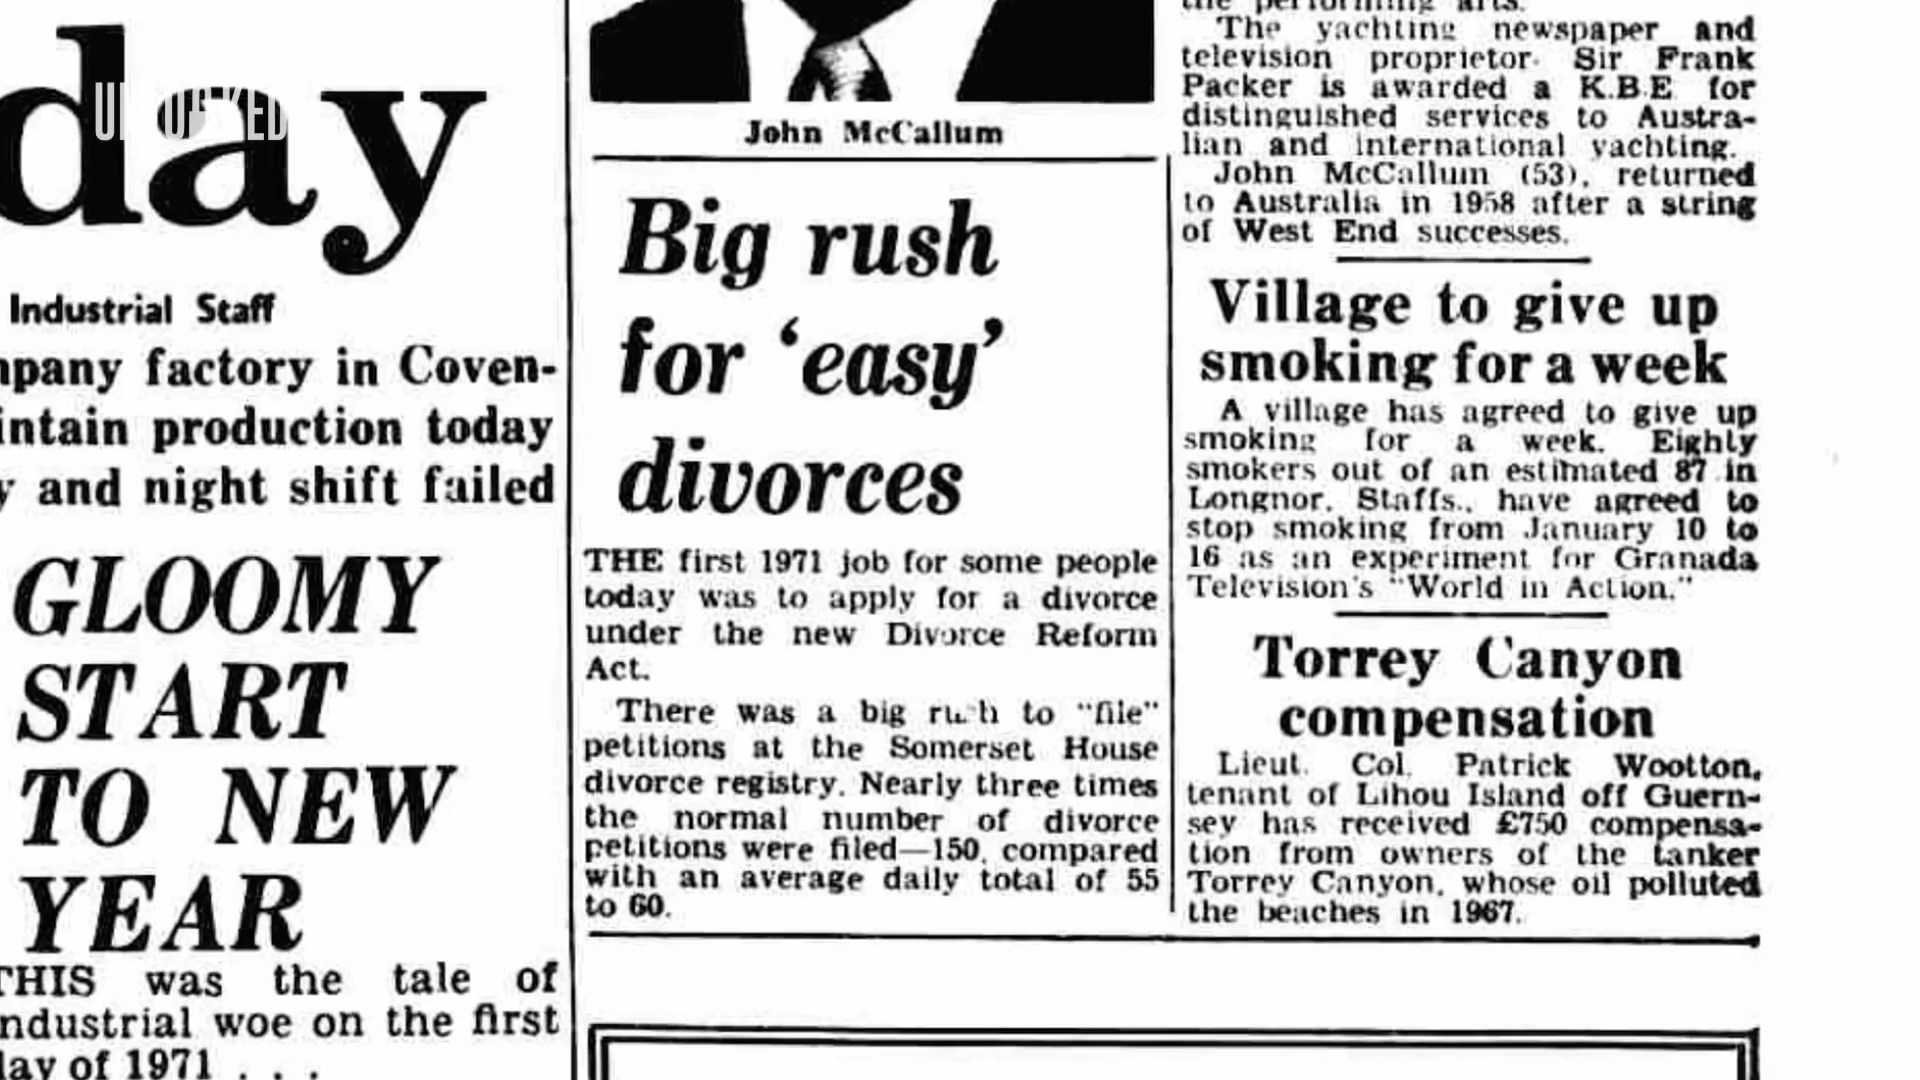 day
Industrial Staff
mpany factory in Coven-
intain production today
y and night shift failed
GLOOMY
START
TO NEW
YEAR
THIS was the tale of
industrial woe on the first
day of 1971 . . .
John McCallum
Big rush
for ‘easy’
divorces
THE first 1971 job for some people
today was to apply for a divorce
under the new Divorce Reform
Act.
There was a big rush to "file"
petitions at the Somerset House
divorce registry. Nearly three times
the normal number of divorce
petitions were filed—150, compared
with an average daily total of 55
to 60.
the performing arts.
The yachting newspaper and
television proprietor Sir Frank
Packer is awarded a K.B.E. for
distinguished services to Austra-
lian and international yachting.
John McCallum (53), returned
to Australia in 1958 after a string
of West End successes.
Village to give up
smoking for a week
A village has agreed to give up
smoking for a week. Eighty
smokers out of an estimated 87 in
Longnor, Staffs., have agreed to
stop smoking from January 10 to
16 as an experiment for Granada
Television's "World in Action."
Torrey Canyon
compensation
Lieut. Col. Patrick Wootton,
tenant of Lihou Island off Guern-
sey has received £750 compensa-
tion from owners of the tanker
Torrey Canyon, whose oil polluted
the beaches in 1967.